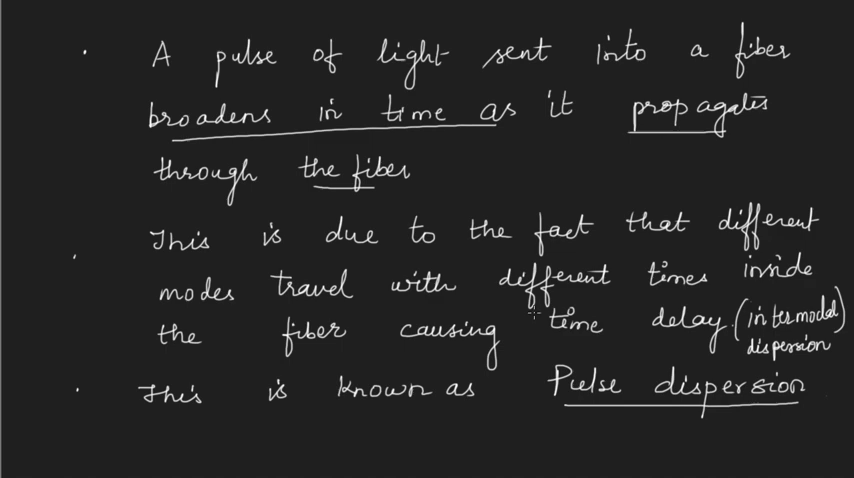 . A pulse of light sent into a fiber
broadens in time as it propagates
through the fiber
. This is due to the fact that different
modes travel with different times inside
the fiber causing time delay. (intermodal
dispersion)
. This is known as Pulse dispersion